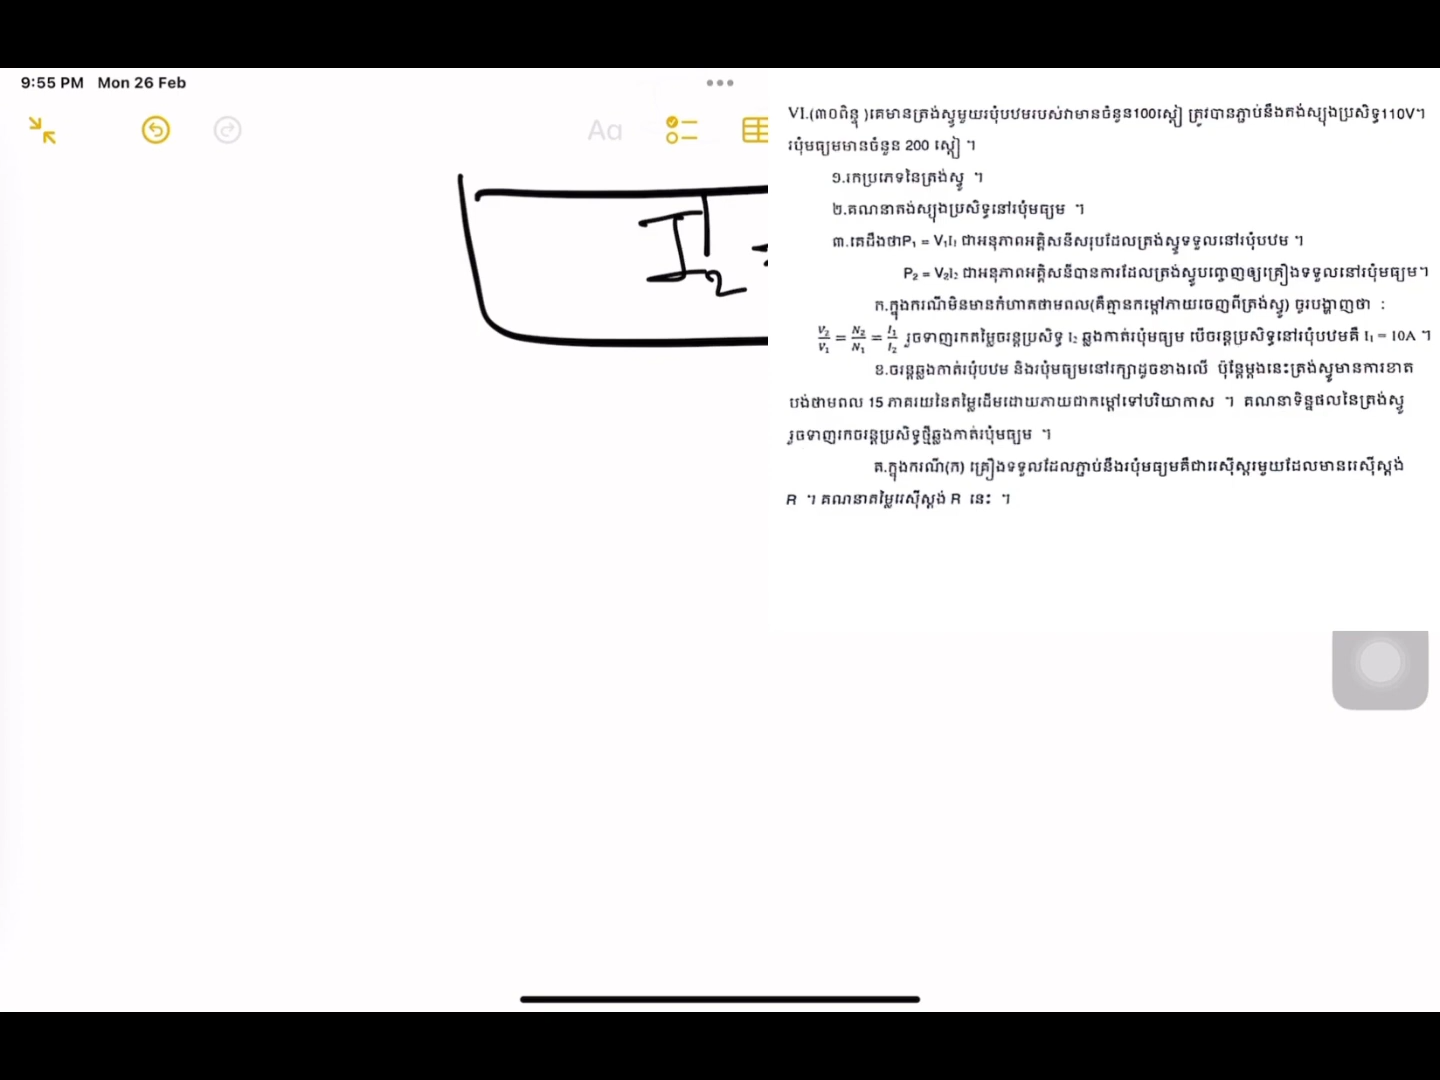 9:55 PM Mon 26 Feb
Aa
I₂
VI.(៣០ពិន្ទុ )គេមានត្រង់ស្វូមួយរបុំបឋមរបស់វាមានចំនួន100ស្ពៀ ត្រូវបានភ្ជាប់នឹងតង់ស្យុងប្រសិទ្ធ110V។
របុំមធ្យមមានចំនួន 200 ស្ពៀ ។
១.រកប្រភេទនៃត្រង់ស្វូ ។
២.គណនាតង់ស្យុងប្រសិទ្ធនៅរបុំមធ្យម ។
៣.គេដឹងថាP₁ = V₁I₁ ជាអនុភាពអគ្គិសនីសរុបដែលត្រង់ស្វូទទួលនៅរបុំបឋម ។
P₂ = V₂I₂ ជាអនុភាពអគ្គិសនីបានការដែលត្រង់ស្វូបញ្ចេញឲ្យគ្រឿងទទួលនៅរបុំមធ្យម។
ក.ក្នុងករណីមិនមានកំហាតថាមពល(គឺគ្មានកម្តៅភាយចេញពីត្រង់ស្វូ) ចូរបង្ហាញថា :
V₂/V₁ = N₂/N₁ = I₁/I₂ រួចទាញរកតម្លៃចរន្តប្រសិទ្ធ I₂ ឆ្លងកាត់របុំមធ្យម បើចរន្តប្រសិទ្ធនៅរបុំបឋមគឺ I₁ = 10A ។
ខ.ចរន្តឆ្លងកាត់របុំបឋម និងរបុំមធ្យមនៅរក្សាដូចខាងលើ ប៉ុន្តែម្តងនេះត្រង់ស្វូមានការខាត
បង់ថាមពល 15 ភាគរយនៃតម្លៃដើមដោយភាយជាកម្តៅទៅបរិយាកាស ។ គណនាទិន្នផលនៃត្រង់ស្វូ
រួចទាញរកចរន្តប្រសិទ្ធថ្មីឆ្លងកាត់របុំមធ្យម ។
គ.ក្នុងករណី(ក) គ្រឿងទទួលដែលភ្ជាប់នឹងរបុំមធ្យមគឺជារេស៊ីស្តរមួយដែលមានរេស៊ីស្តង់
R ។ គណនាតម្លៃរេស៊ីស្តង់ R នេះ ។